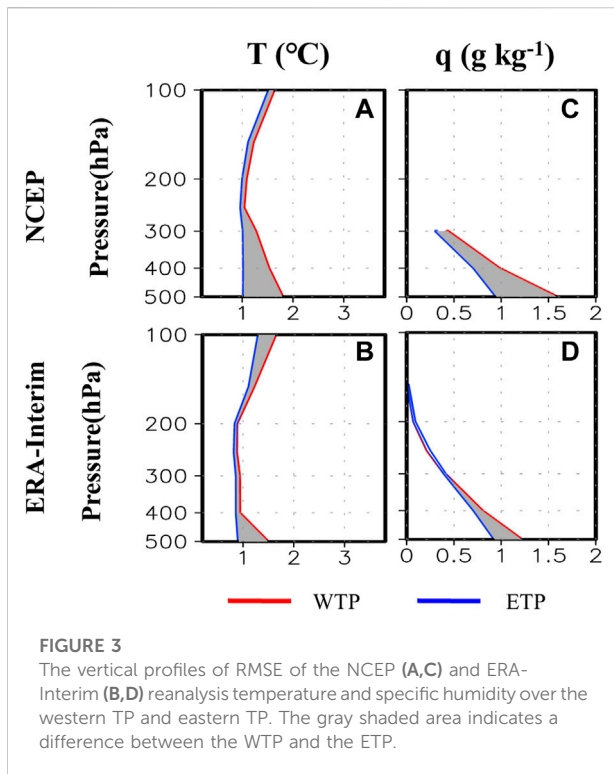 T (°C) q (g kg⁻¹)
NCEP
Pressure(hPa)
100
200
300
400
500
A
1 2 3
C
0 0.5 1 1.5 2
ERA-Interim
Pressure(hPa)
100
200
300
400
500
B
1 2 3
D
0 0.5 1 1.5 2
WTP ETP
FIGURE 3
The vertical profiles of RMSE of the NCEP (A,C) and ERA-
Interim (B,D) reanalysis temperature and specific humidity over the
western TP and eastern TP. The gray shaded area indicates a
difference between the WTP and the ETP.